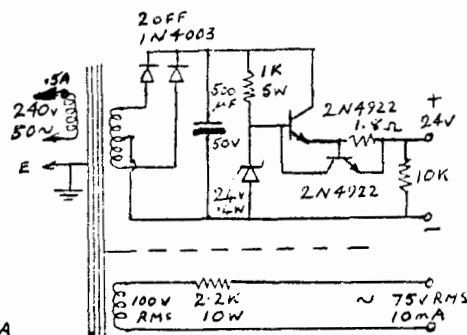 2 OFF
1N4003
.5A
240v
50~
E
500
µF
50V
1K
5W
2N4922
1.8Ω
+
24V
24v
.4W
2N4922
10K
−
100V
RMS
2.2K
10W
~ 75V RMS
10mA
A